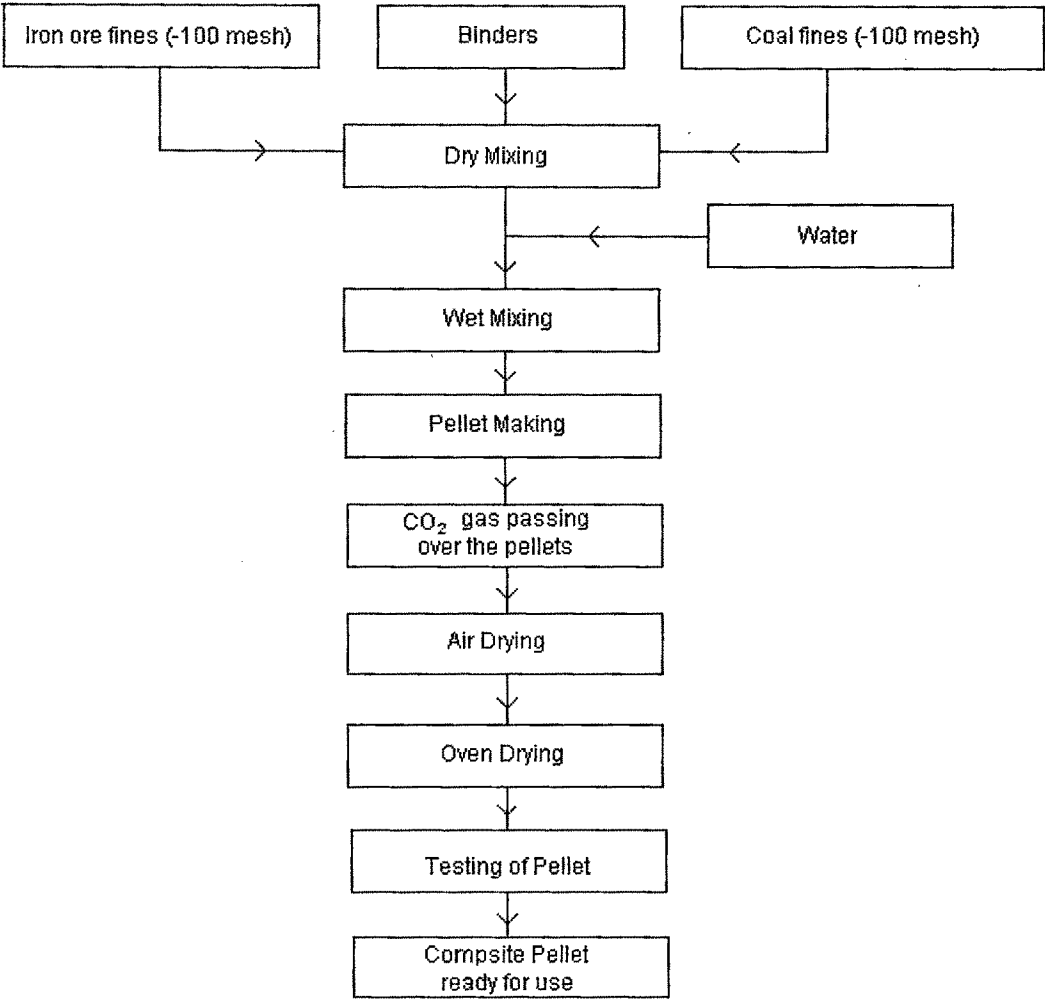 Iron ore fines (-100 mesh)
Binders
Coal fines (-100 mesh)
Dry Mixing
Water
Wet Mixing
Pellet Making
CO₂ gas passing
over the pellets
Air Drying
Oven Drying
Testing of Pellet
Compsite Pellet
ready for use